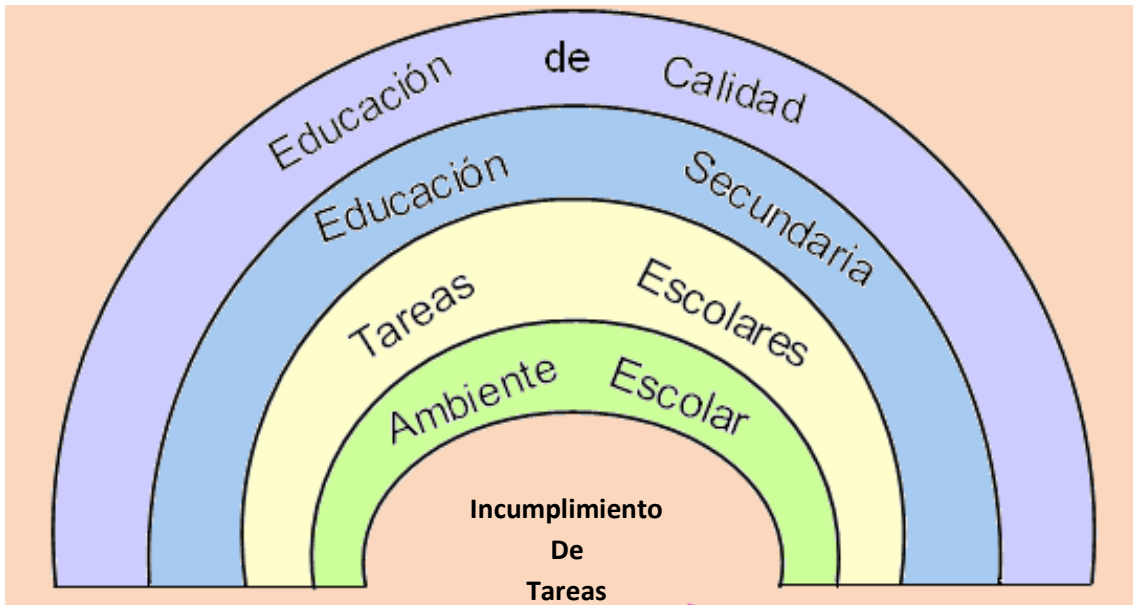 Educación de Calidad
Educación Secundaria
Tareas Escolares
Ambiente Escolar
Incumplimiento
De
Tareas